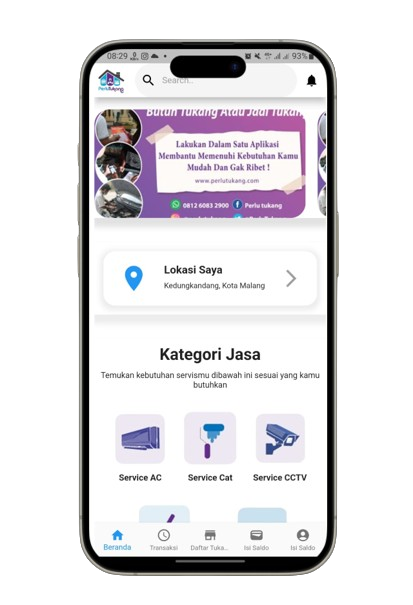 08:29
93%
PerluTukang
Search..
Butuh Tukang Atau Jadi Tukang
Lakukan Dalam Satu Aplikasi
Membantu Memenuhi Kebutuhan Kamu
Mudah Dan Gak Ribet !
www.perlutukang.com
0812 6083 2900 Perlu tukang
Lokasi Saya
Kedungkandang, Kota Malang
Kategori Jasa
Temukan kebutuhan servismu dibawah ini sesuai yang kamu
butuhkan
Service AC
Service Cat
Service CCTV
Beranda
Transaksi
Daftar Tuka...
Isi Saldo
Isi Saldo